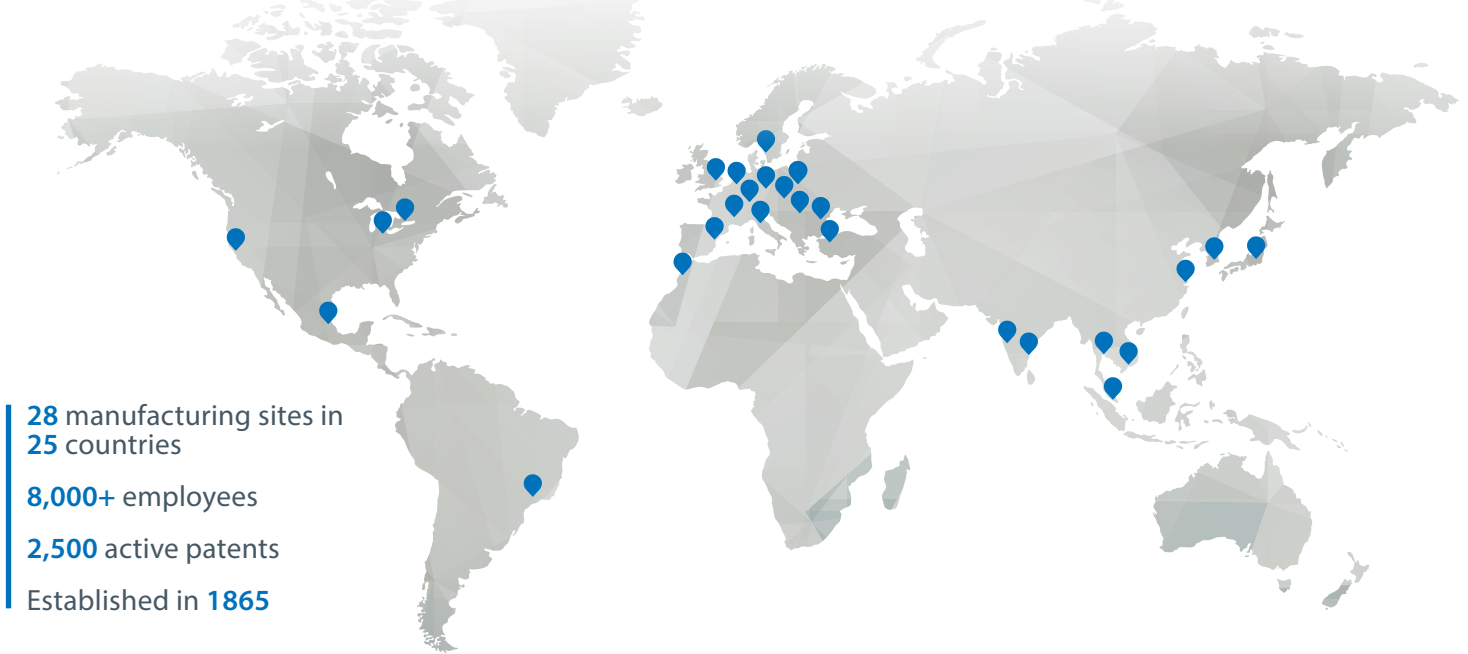 28 manufacturing sites in
25 countries
8,000+ employees
2,500 active patents
Established in 1865